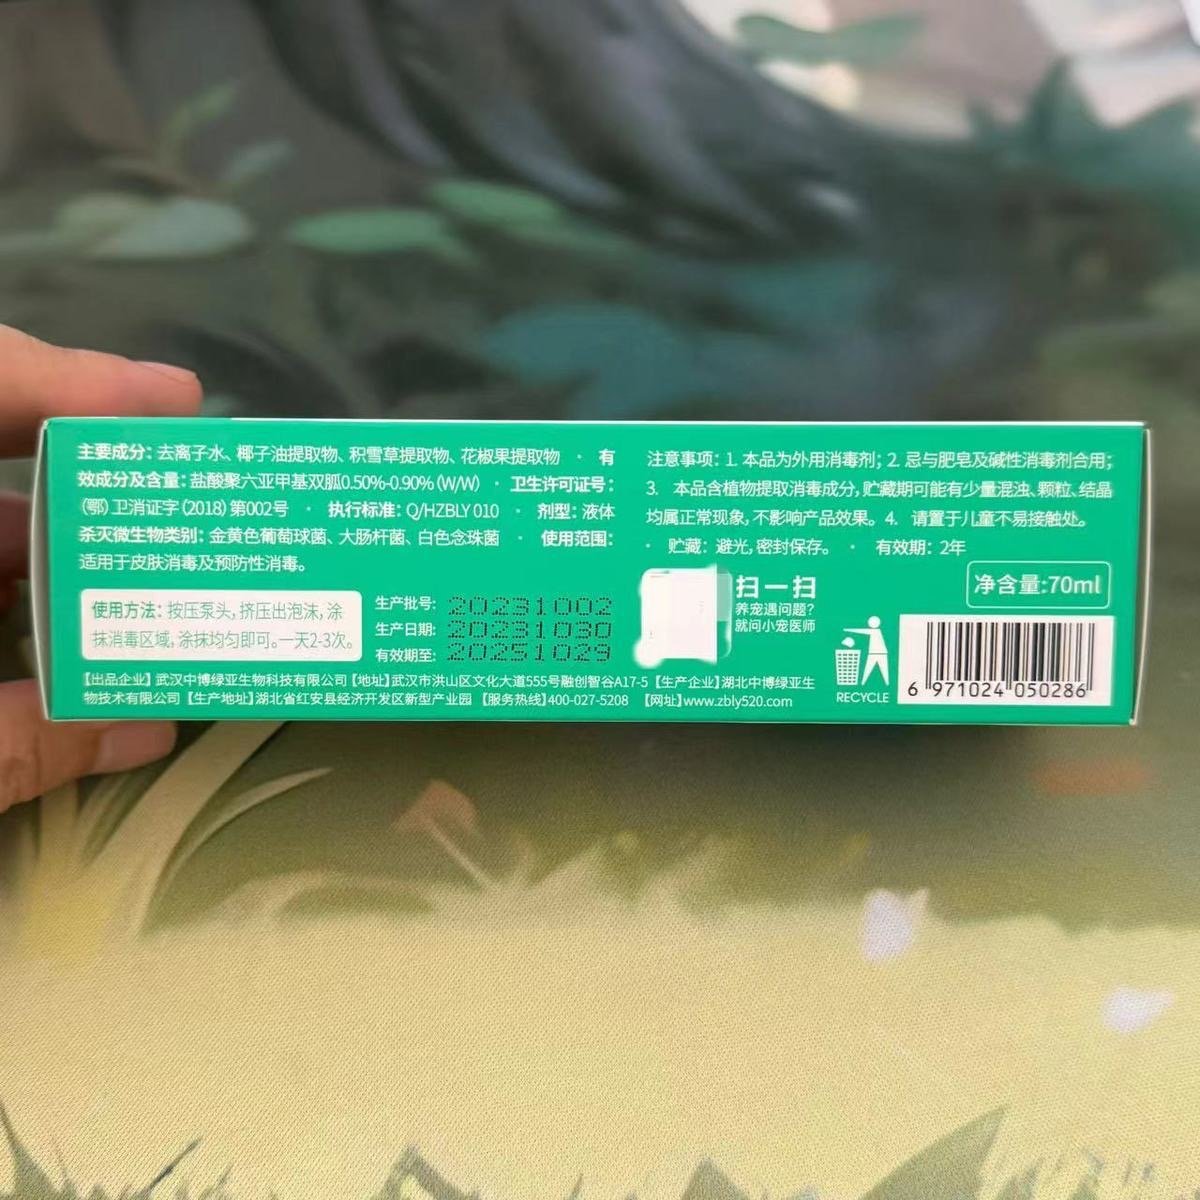 主要成分：去离子水、椰子油提取物、积雪草提取物、花椒果提取物 · 有
效成分及含量：盐酸聚六亚甲基双胍0.50%-0.90%（W/W） · 卫生许可证号：
（鄂）卫消证字（2018）第002号 · 执行标准：Q/HZBLY 010 · 剂型：液体
杀灭微生物类别：金黄色葡萄球菌、大肠杆菌、白色念珠菌 · 使用范围：
适用于皮肤消毒及预防性消毒。
使用方法：按压泵头，挤压出泡沫，涂
抹消毒区域，涂抹均匀即可。一天2-3次。
生产批号：20231002
生产日期：20231030
有效期至：20251029
注意事项：1. 本品为外用消毒剂；2. 忌与肥皂及碱性消毒剂合用；
3. 本品含植物提取消毒成分，贮藏期可能有少量混浊、颗粒、结晶
均属正常现象，不影响产品效果。4. 请置于儿童不易接触处。
· 贮藏：避光，密封保存。 · 有效期：2年
净含量:70ml
扫一扫
养宠遇问题？
就问小宠医师
RECYCLE
6 971024 050286
【出品企业】武汉中博绿亚生物科技有限公司【地址】武汉市洪山区文化大道555号融创智谷A17-5【生产企业】湖北中博绿亚生
物技术有限公司【生产地址】湖北省红安县经济开发区新型产业园【服务热线】400-027-5208【网址】www.zbly520.com